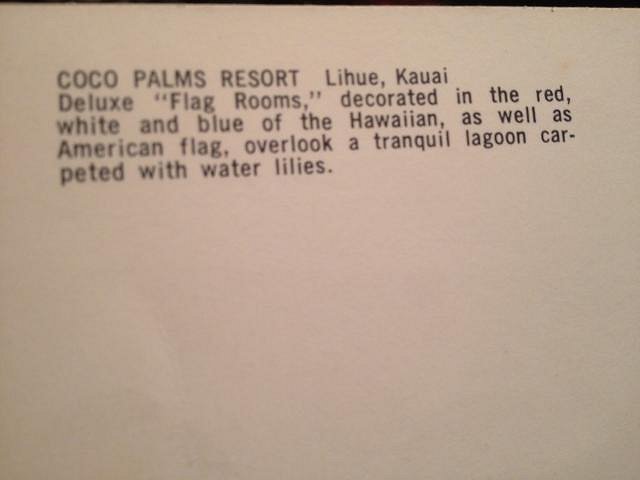 COCO PALMS RESORT Lihue, Kauai
Deluxe "Flag Rooms," decorated in the red,
white and blue of the Hawaiian, as well as
American flag, overlook a tranquil lagoon car-
peted with water lilies.